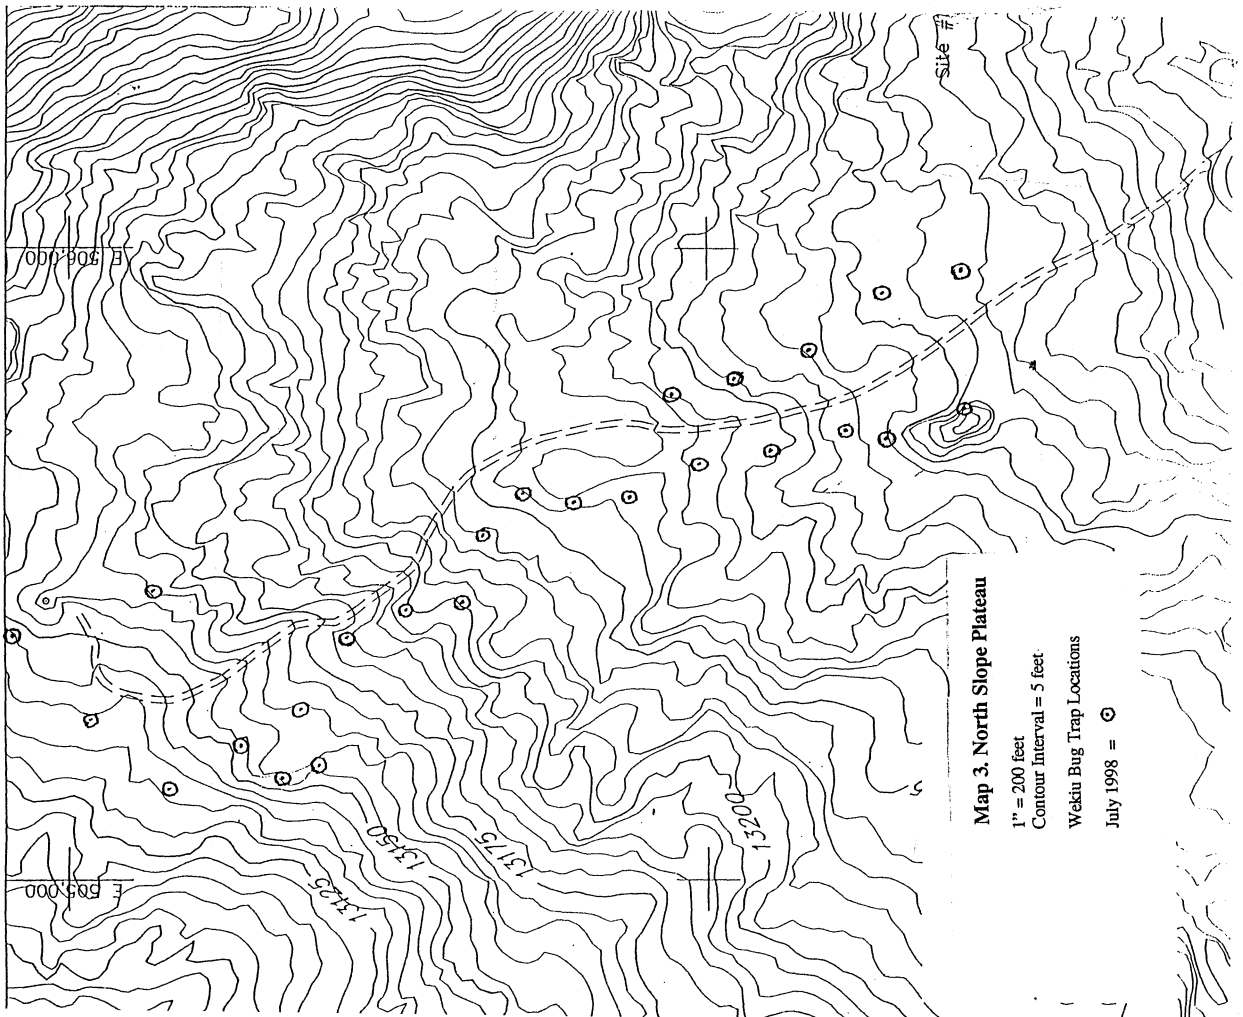 Site #
E 506,000
E 505,000
13125
13150
13175
13200
Map 3. North Slope Plateau
1" = 200 feet
Contour Interval = 5 feet
Wekiu Bug Trap Locations
July 1998 =